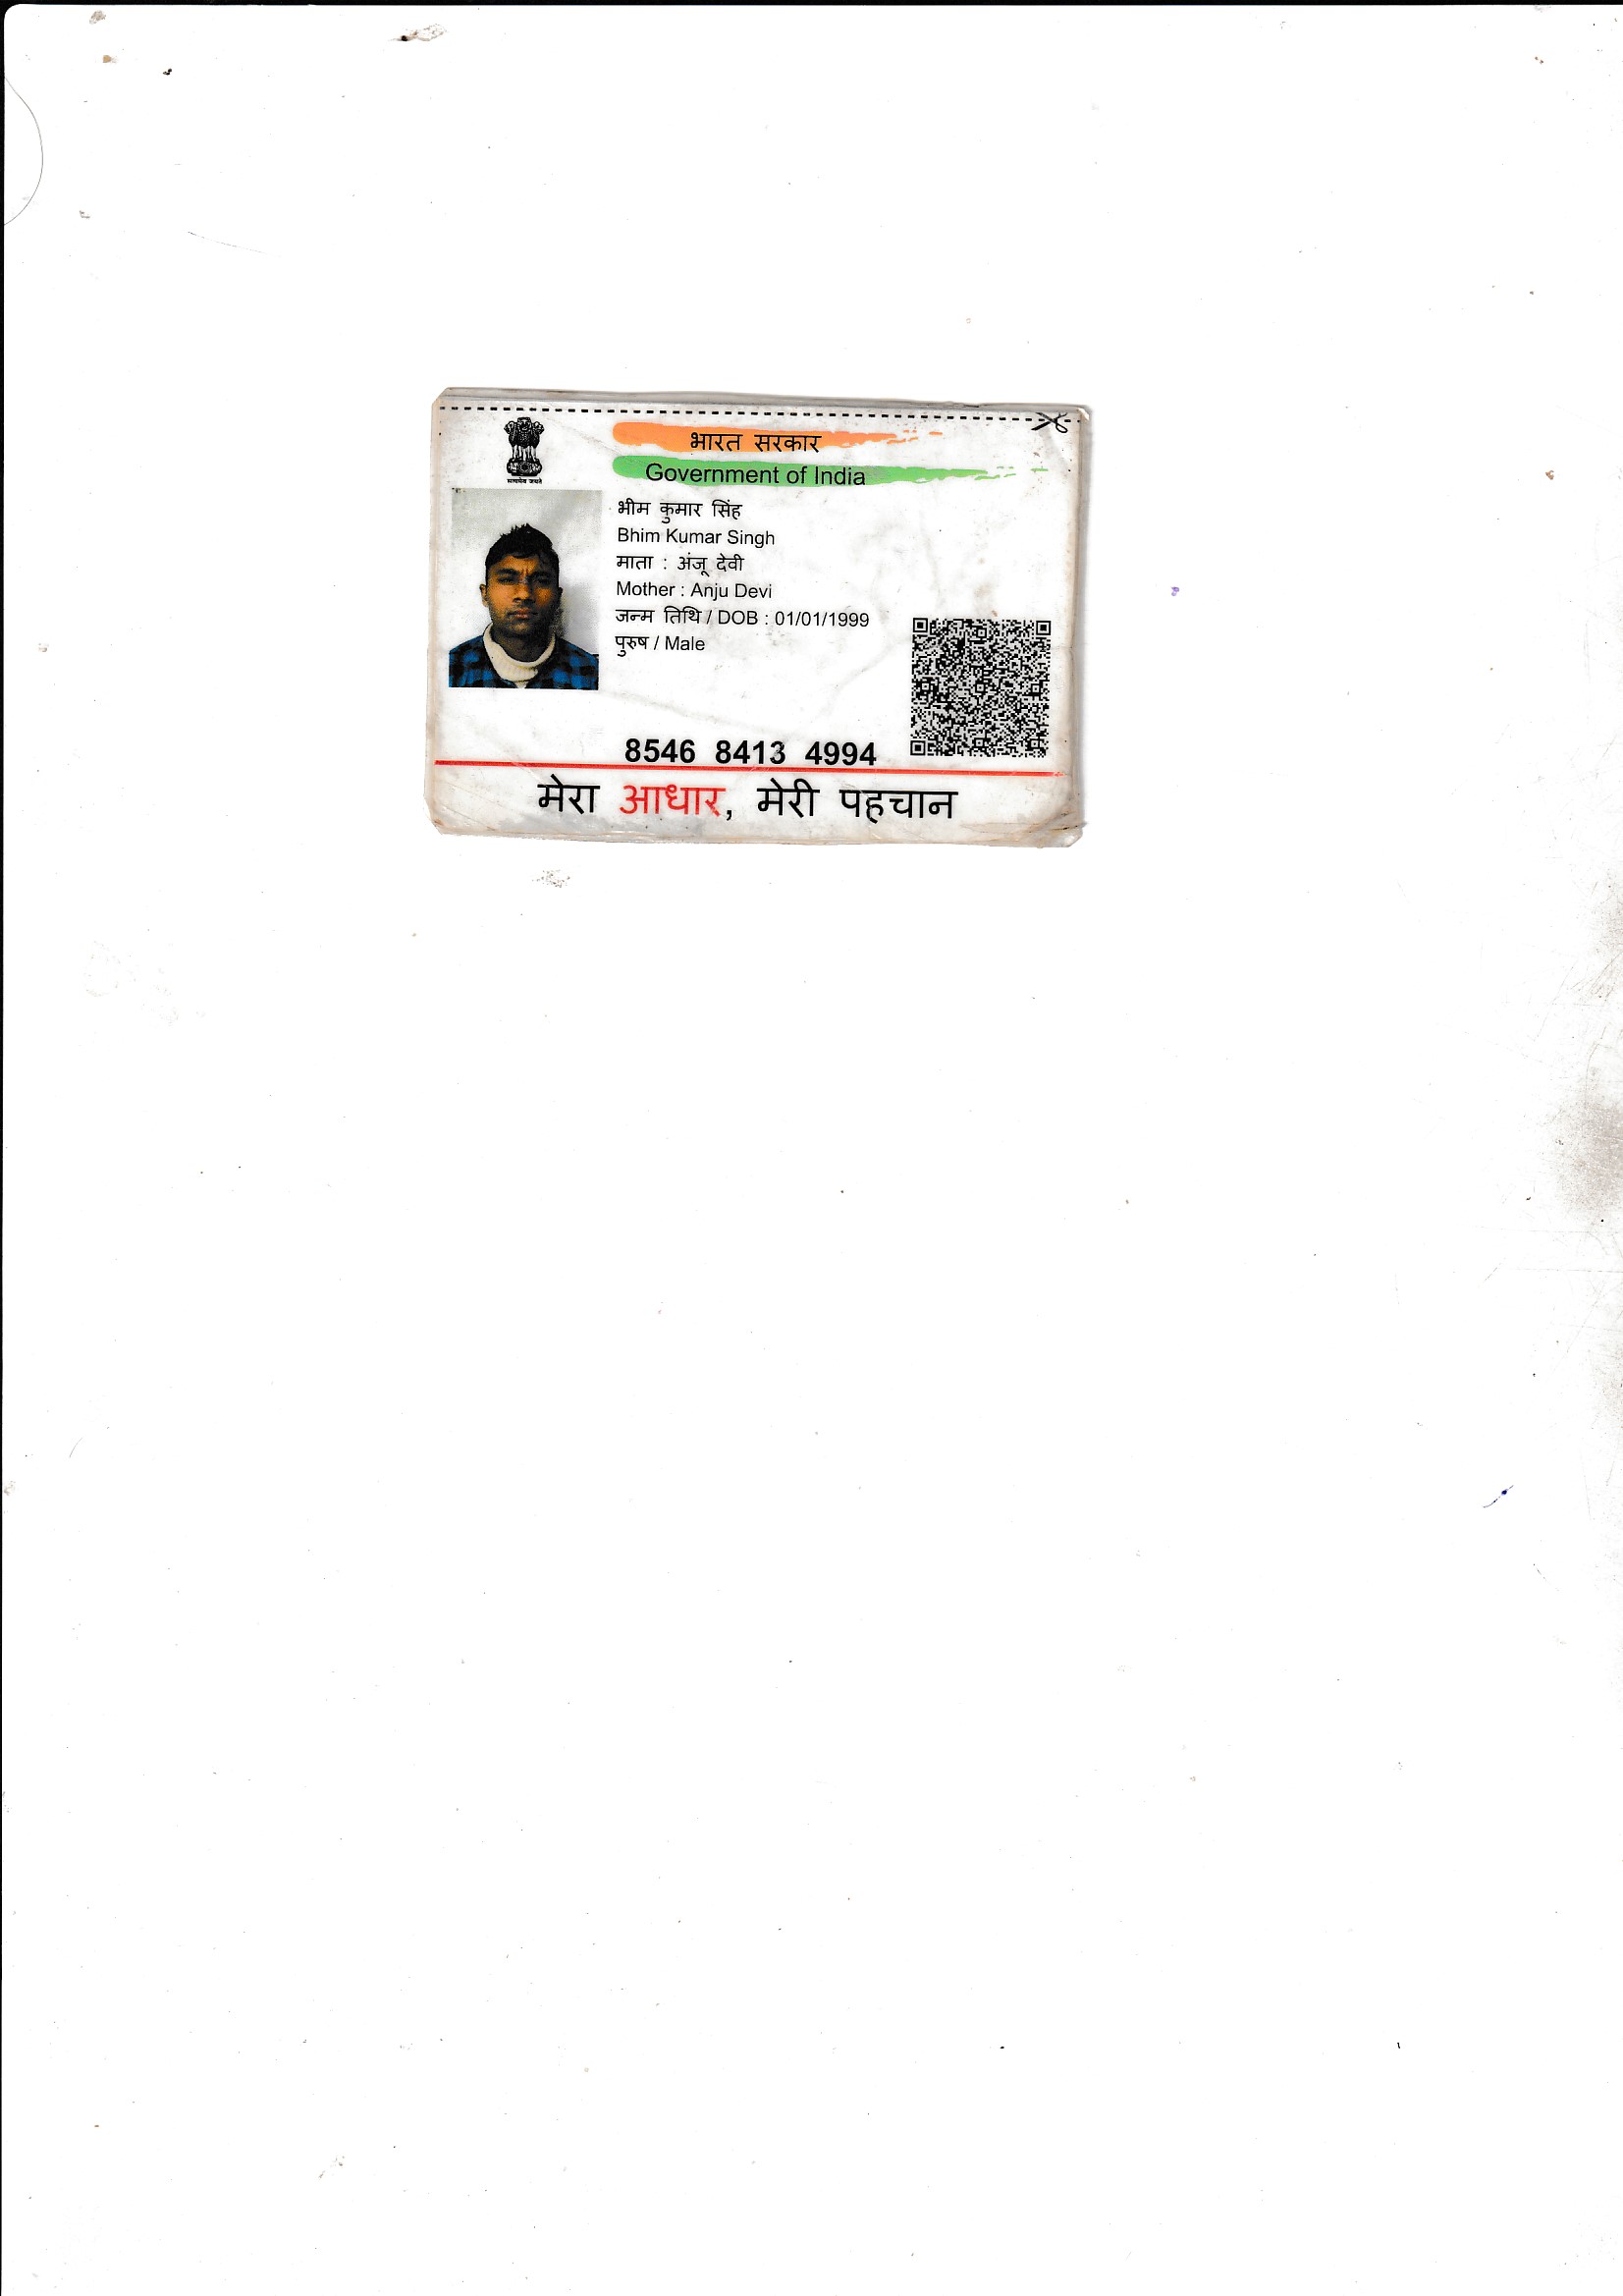 भारत सरकार
Government of India
सत्यमेव जयते
भीम कुमार सिंह
Bhim Kumar Singh
माता : अंजू देवी
Mother : Anju Devi
जन्म तिथि / DOB : 01/01/1999
पुरुष / Male
8546 8413 4994
मेरा आधार, मेरी पहचान